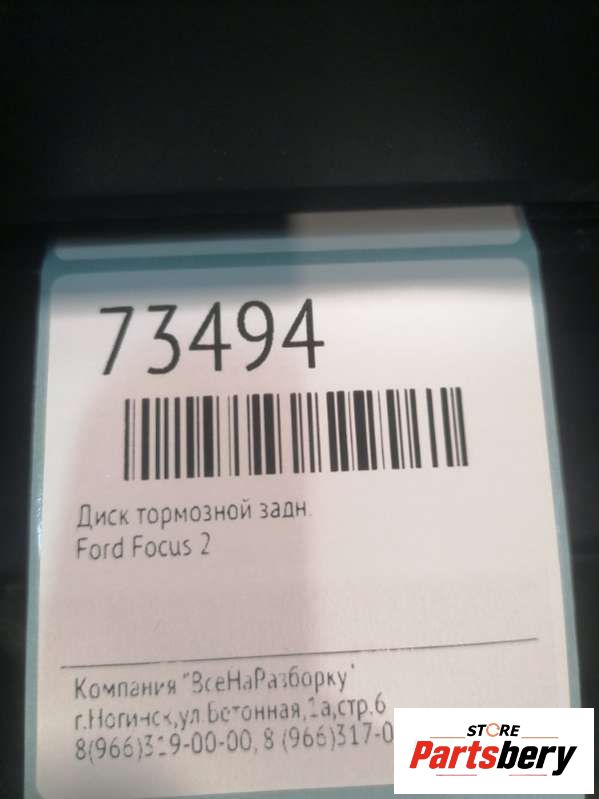 73494
Диск тормозной задн.
Ford Focus 2
Компания "ВсеНаРазборку"
г.Ногинск,ул.Бетонная,1а,стр.6
8(966)319-00-00, 8 (966)317-0
STORE
Partsbery